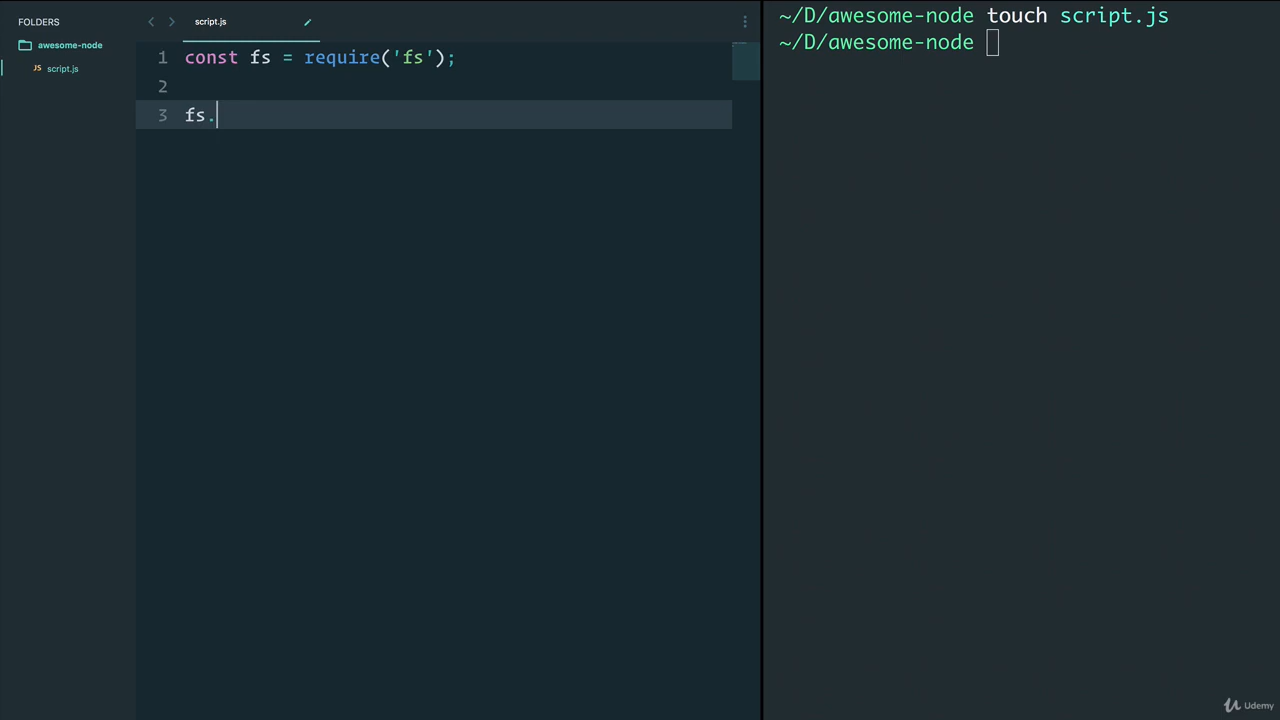 FOLDERS
awesome-node
JS script.js
script.js
1 const fs = require('fs');
2
3 fs.
~/D/awesome-node touch script.js
~/D/awesome-node
Udemy